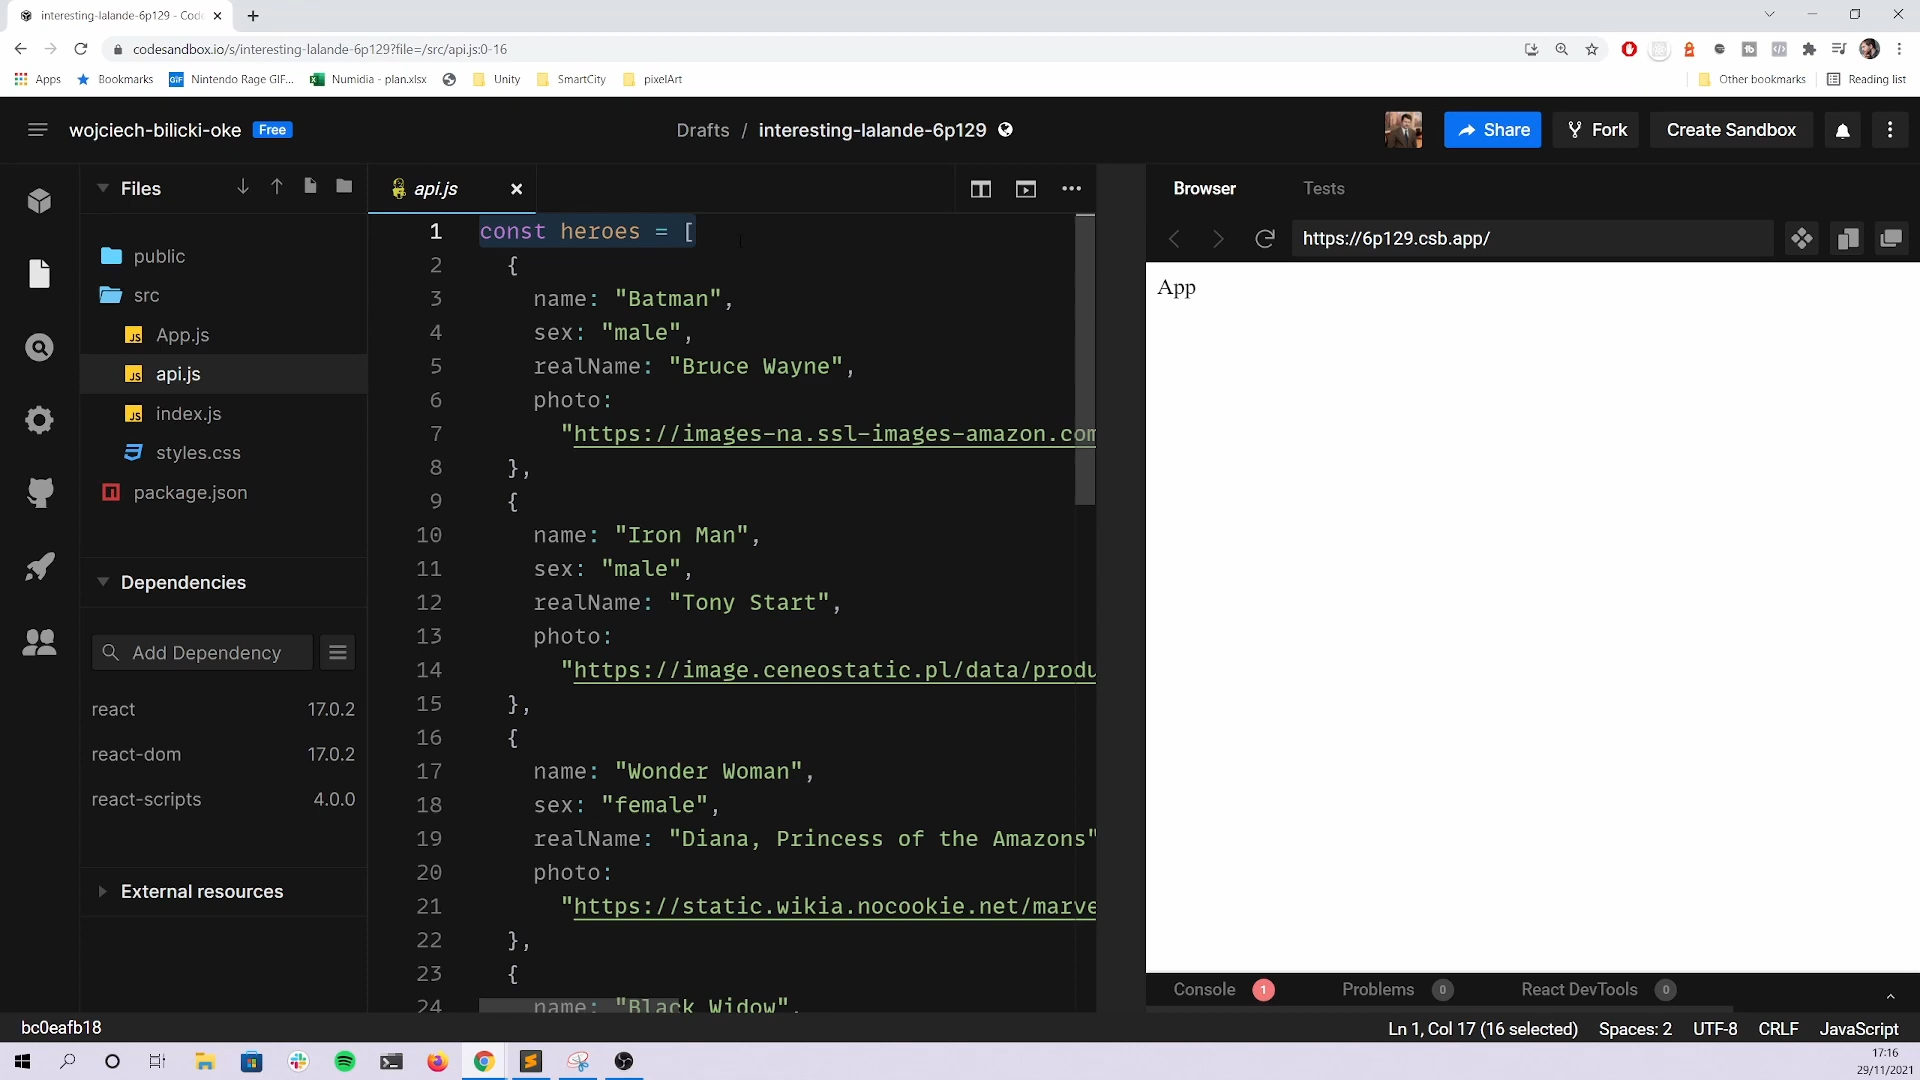 interesting-lalande-6p129 - Code
codesandbox.io/s/interesting-lalande-6p129?file=/src/api.js:0-16
Apps
Bookmarks
Nintendo Rage GIF...
Numidia - plan.xlsx
Unity
SmartCity
pixelArt
Other bookmarks
Reading list
wojciech-bilicki-oke
Free
Drafts / interesting-lalande-6p129
Share
Fork
Create Sandbox
Files
public
src
App.js
api.js
index.js
styles.css
package.json
Dependencies
Add Dependency
react 17.0.2
react-dom 17.0.2
react-scripts 4.0.0
External resources
api.js
1 const heroes = [
2 {
3 name: "Batman",
4 sex: "male",
5 realName: "Bruce Wayne",
6 photo:
7 "https://images-na.ssl-images-amazon.com
8 },
9 {
10 name: "Iron Man",
11 sex: "male",
12 realName: "Tony Start",
13 photo:
14 "https://image.ceneostatic.pl/data/produ
15 },
16 {
17 name: "Wonder Woman",
18 sex: "female",
19 realName: "Diana, Princess of the Amazons"
20 photo:
21 "https://static.wikia.nocookie.net/marve
22 },
23 {
24 name: "Black Widow",
Browser
Tests
https://6p129.csb.app/
App
Console 1
Problems 0
React DevTools 0
bc0eafb18
Ln 1, Col 17 (16 selected)
Spaces: 2
UTF-8
CRLF
JavaScript
17:16
29/11/2021